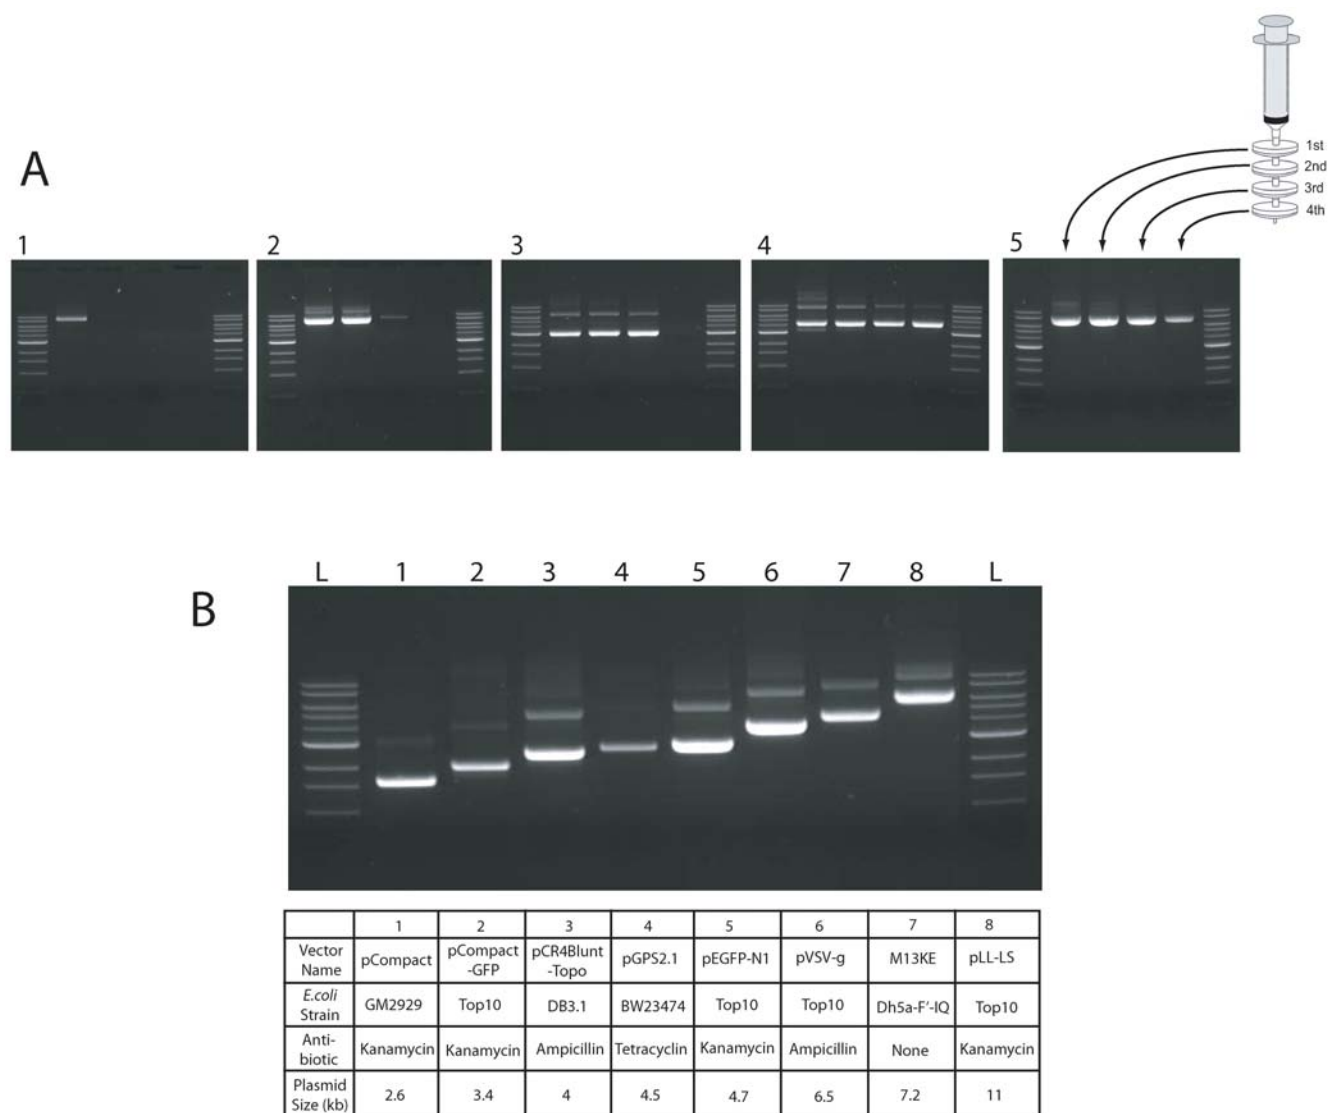 1st
2nd
3rd
4th
A
1 2 3 4 5
L 1 2 3 4 5 6 7 8 L
B
1 2 3 4 5 6 7 8
Vector Name pCompact pCompact-GFP pCR4Blunt-Topo pGPS2.1 pEGFP-N1 pVSV-g M13KE pLL-LS
E.coli Strain GM2929 Top10 DB3.1 BW23474 Top10 Top10 Dh5a-F'-IQ Top10
Anti-biotic Kanamycin Kanamycin Ampicillin Tetracyclin Kanamycin Ampicillin None Kanamycin
Plasmid Size (kb) 2.6 3.4 4 4.5 4.7 6.5 7.2 11